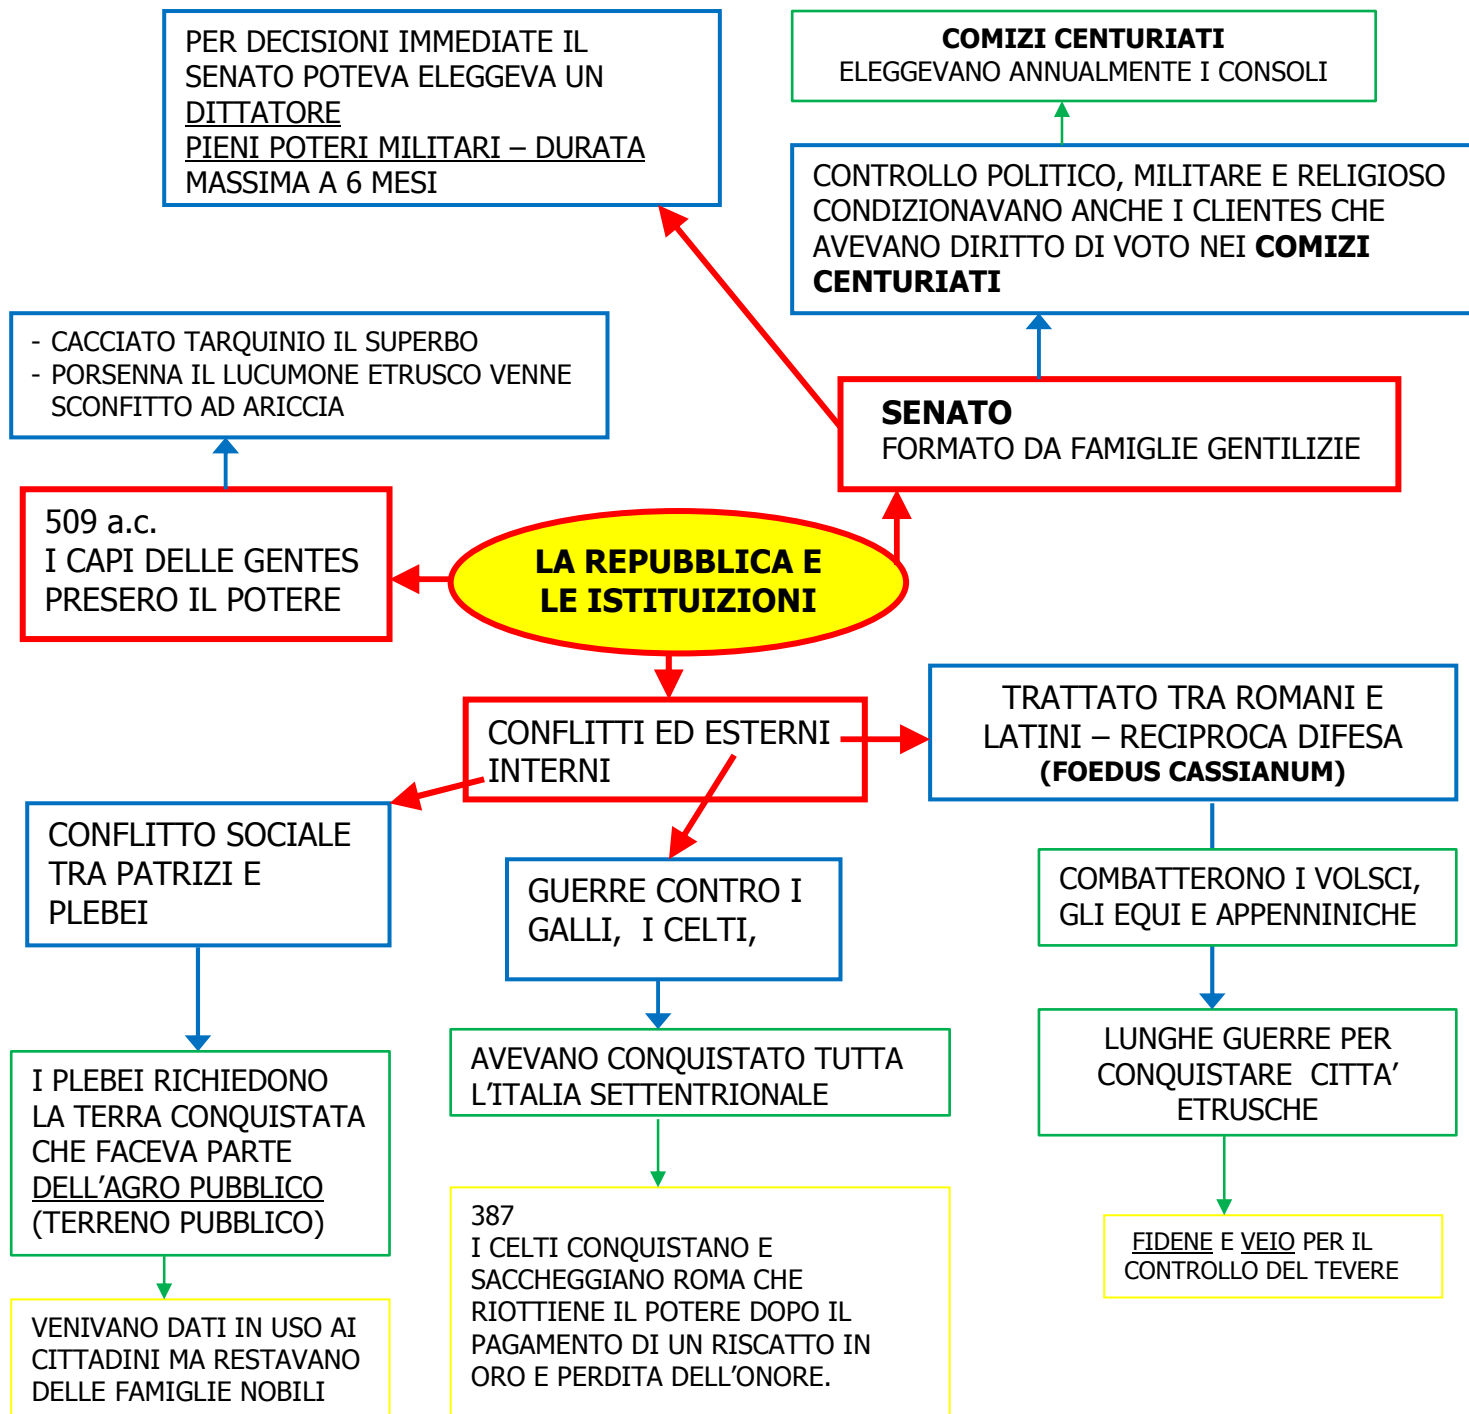 PER DECISIONI IMMEDIATE IL
SENATO POTEVA ELEGGEVA UN
DITTATORE
PIENI POTERI MILITARI – DURATA
MASSIMA A 6 MESI
COMIZI CENTURIATI
ELEGGEVANO ANNUALMENTE I CONSOLI
CONTROLLO POLITICO, MILITARE E RELIGIOSO
CONDIZIONAVANO ANCHE I CLIENTES CHE
AVEVANO DIRITTO DI VOTO NEI COMIZI
CENTURIATI
- CACCIATO TARQUINIO IL SUPERBO
- PORSENNA IL LUCUMONE ETRUSCO VENNE
SCONFITTO AD ARICCIA
SENATO
FORMATO DA FAMIGLIE GENTILIZIE
509 a.c.
I CAPI DELLE GENTES
PRESERO IL POTERE
LA REPUBBLICA E
LE ISTITUIZIONI
CONFLITTI ED ESTERNI
INTERNI
TRATTATO TRA ROMANI E
LATINI – RECIPROCA DIFESA
(FOEDUS CASSIANUM)
CONFLITTO SOCIALE
TRA PATRIZI E
PLEBEI
GUERRE CONTRO I
GALLI, I CELTI,
COMBATTERONO I VOLSCI,
GLI EQUI E APPENNINICHE
LUNGHE GUERRE PER
CONQUISTARE CITTA’
ETRUSCHE
I PLEBEI RICHIEDONO
LA TERRA CONQUISTATA
CHE FACEVA PARTE
DELL’AGRO PUBBLICO
(TERRENO PUBBLICO)
AVEVANO CONQUISTATO TUTTA
L’ITALIA SETTENTRIONALE
387
I CELTI CONQUISTANO E
SACCHEGGIANO ROMA CHE
RIOTTIENE IL POTERE DOPO IL
PAGAMENTO DI UN RISCATTO IN
ORO E PERDITA DELL’ONORE.
FIDENE E VEIO PER IL
CONTROLLO DEL TEVERE
VENIVANO DATI IN USO AI
CITTADINI MA RESTAVANO
DELLE FAMIGLIE NOBILI